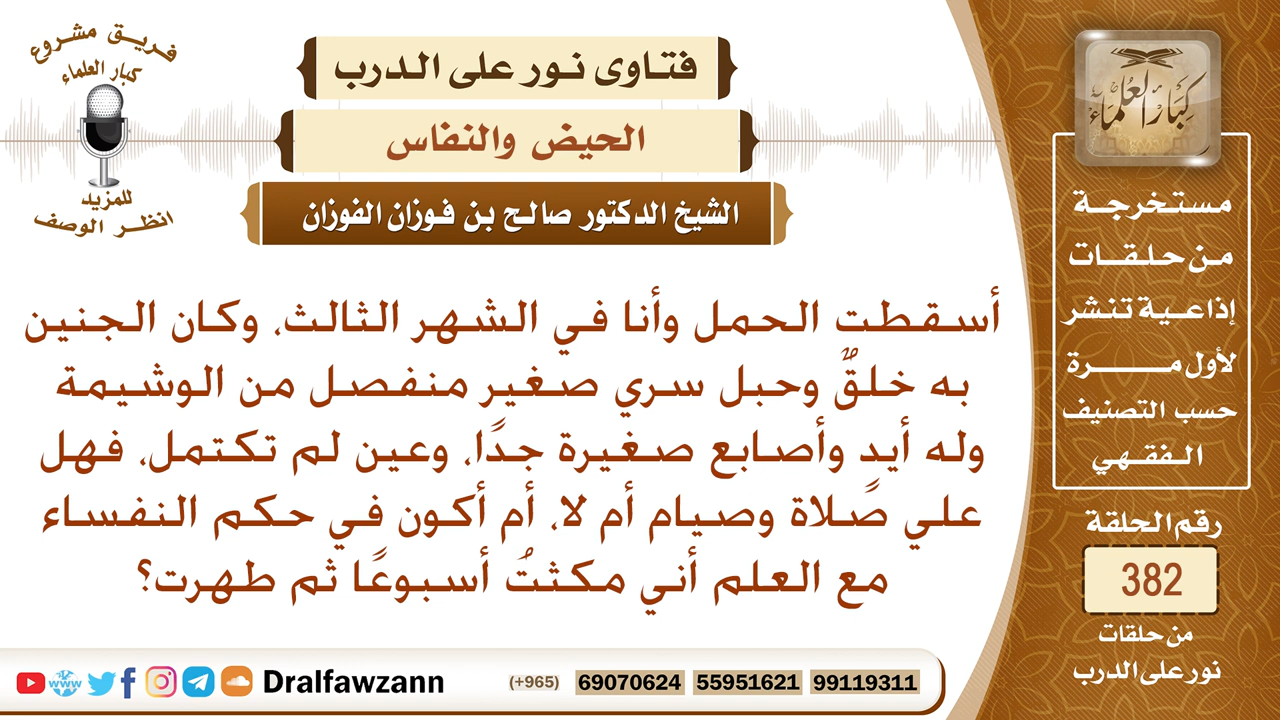 فريق مشروع
كبار العلماء
للمزيد
انظر الوصف
فتاوى نور على الدرب
الحيض والنفاس
الشيخ الدكتور صالح بن فوزان الفوزان
أسقطت الحمل وأنا في الشهر الثالث، وكان الجنين
به خلقٌ وحبل سري صغير منفصل من الوشيمة
وله أيدٍ وأصابع صغيرة جدًا، وعين لم تكتمل، فهل
علي صلاة وصيام أم لا، أم أكون في حكم النفساء
مع العلم أني مكثتُ أسبوعًا ثم طهرت؟
كبار العلماء
مستخرجة
من حلقات
إذاعية تنشر
لأول مرة
حسب التصنيف
الفقهي
رقم الحلقة
382
من حلقات
نور على الدرب
www Dralfawzann (+965) 69070624 55951621 99119311